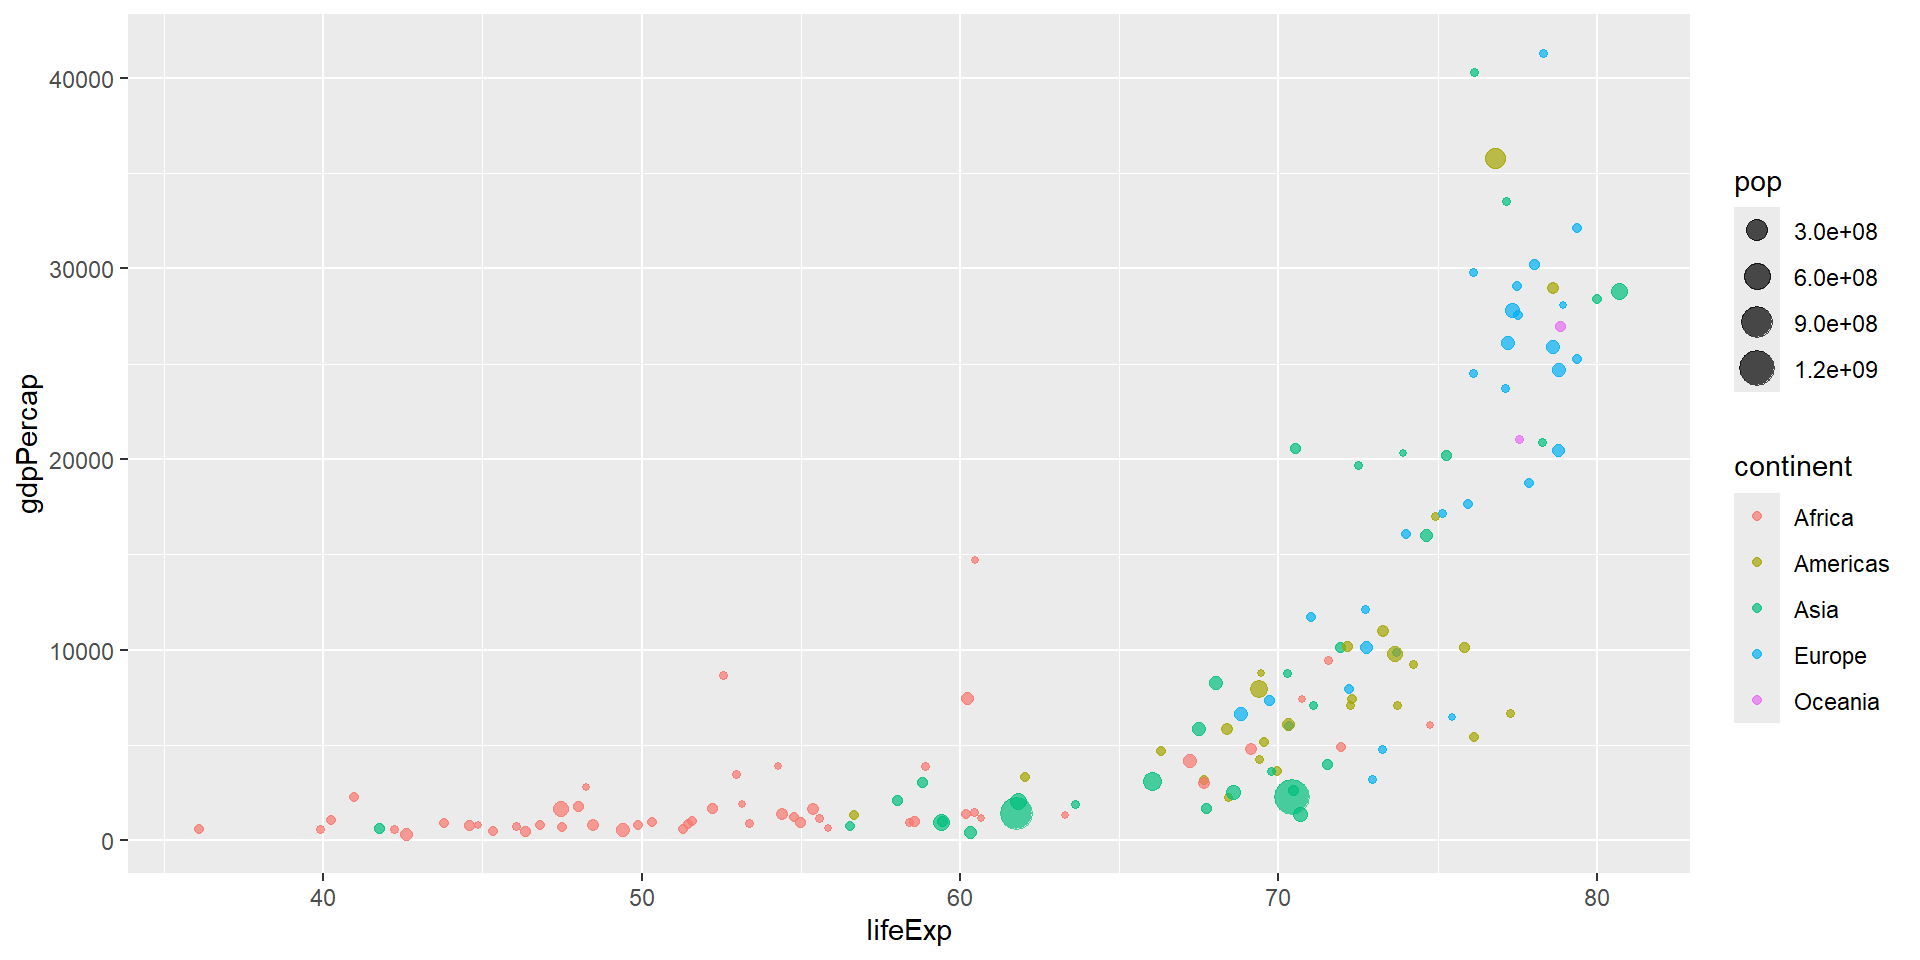 gdpPercap
40000
30000
20000
10000
0
40
50
60
70
80
lifeExp
pop
3.0e+08
6.0e+08
9.0e+08
1.2e+09
continent
Africa
Americas
Asia
Europe
Oceania